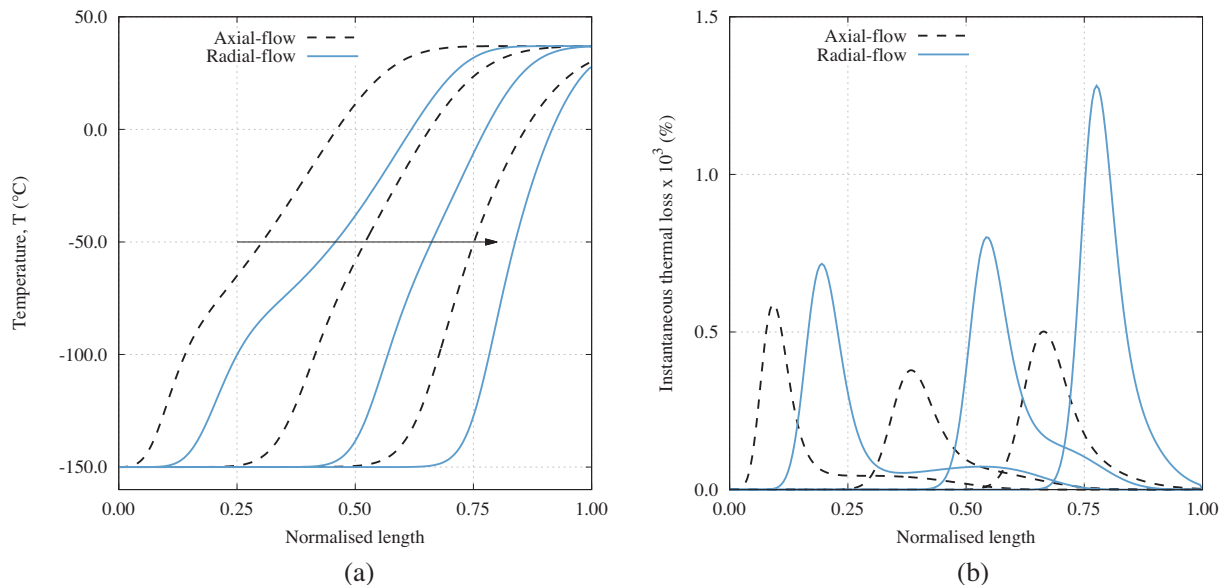 50.0
0.0
-50.0
-100.0
-150.0
0.00
0.25
0.50
0.75
1.00
Temperature, T (°C)
Normalised length
Axial-flow
Radial-flow
(a)
1.5
1.0
0.5
0.0
0.00
0.25
0.50
0.75
1.00
Instantaneous thermal loss x 10³ (%)
Normalised length
Axial-flow
Radial-flow
(b)